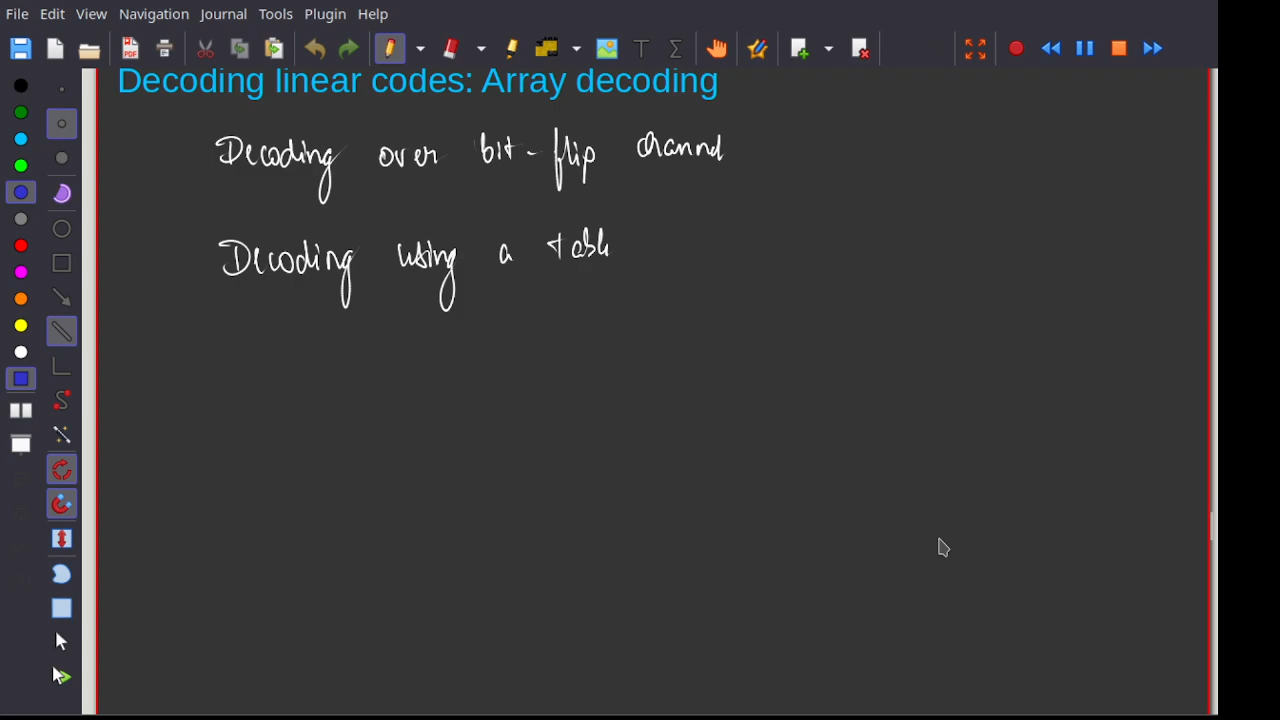 File Edit View Navigation Journal Tools Plugin Help
Decoding linear codes: Array decoding
Decoding over bit-flip channel
Decoding using a table